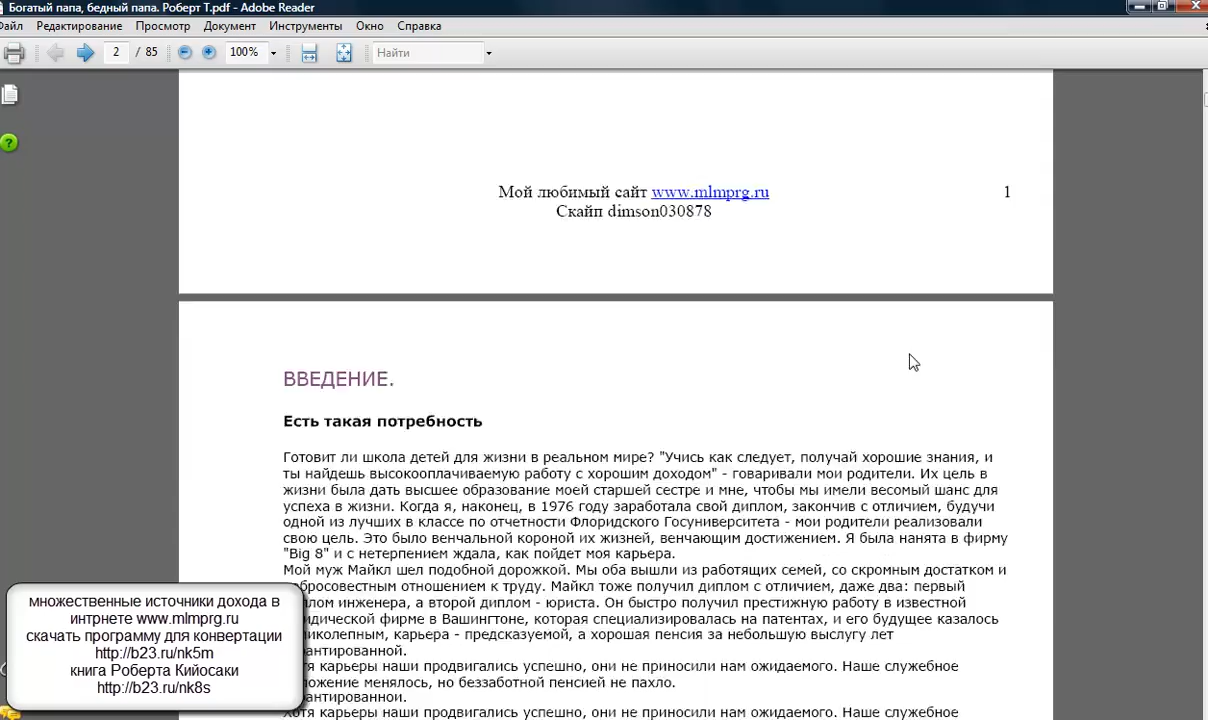 Богатый папа, бедный папа. Роберт Т.pdf - Adobe Reader
Файл Редактирование Просмотр Документ Инструменты Окно Справка
2 / 85 100% Найти
Мой любимый сайт www.mlmprg.ru 1
Скайп dimson030878
ВВЕДЕНИЕ.
Есть такая потребность
Готовит ли школа детей для жизни в реальном мире? "Учись как следует, получай хорошие знания, и
ты найдешь высокооплачиваемую работу с хорошим доходом" - говаривали мои родители. Их цель в
жизни была дать высшее образование моей старшей сестре и мне, чтобы мы имели весомый шанс для
успеха в жизни. Когда я, наконец, в 1976 году заработала свой диплом, закончив с отличием, будучи
одной из лучших в классе по отчетности Флоридского Госуниверситета - мои родители реализовали
свою цель. Это было венчальной короной их жизней, венчающим достижением. Я была нанята в фирму
"Big 8" и с нетерпением ждала, как пойдет моя карьера.
Мой муж Майкл шел подобной дорожкой. Мы оба вышли из работящих семей, со скромным достатком и
добросовестным отношением к труду. Майкл тоже получил диплом с отличием, даже два: первый
лом инженера, а второй диплом - юриста. Он быстро получил престижную работу в известной
идической фирме в Вашингтоне, которая специализировалась на патентах, и его будущее казалось
ликолепным, карьера - предсказуемой, а хорошая пенсия за небольшую выслугу лет
рантированной.
Хотя карьеры наши продвигались успешно, они не приносили нам ожидаемого. Наше служебное
ложение менялось, но беззаботной пенсией не пахло.
рантированнои.
Хотя карьеры наши продвигались успешно, они не приносили нам ожидаемого. Наше служебное
множественные источники дохода в
интрнете www.mlmprg.ru
скачать программу для конвертации
http://b23.ru/nk5m
книга Роберта Кийосаки
http://b23.ru/nk8s